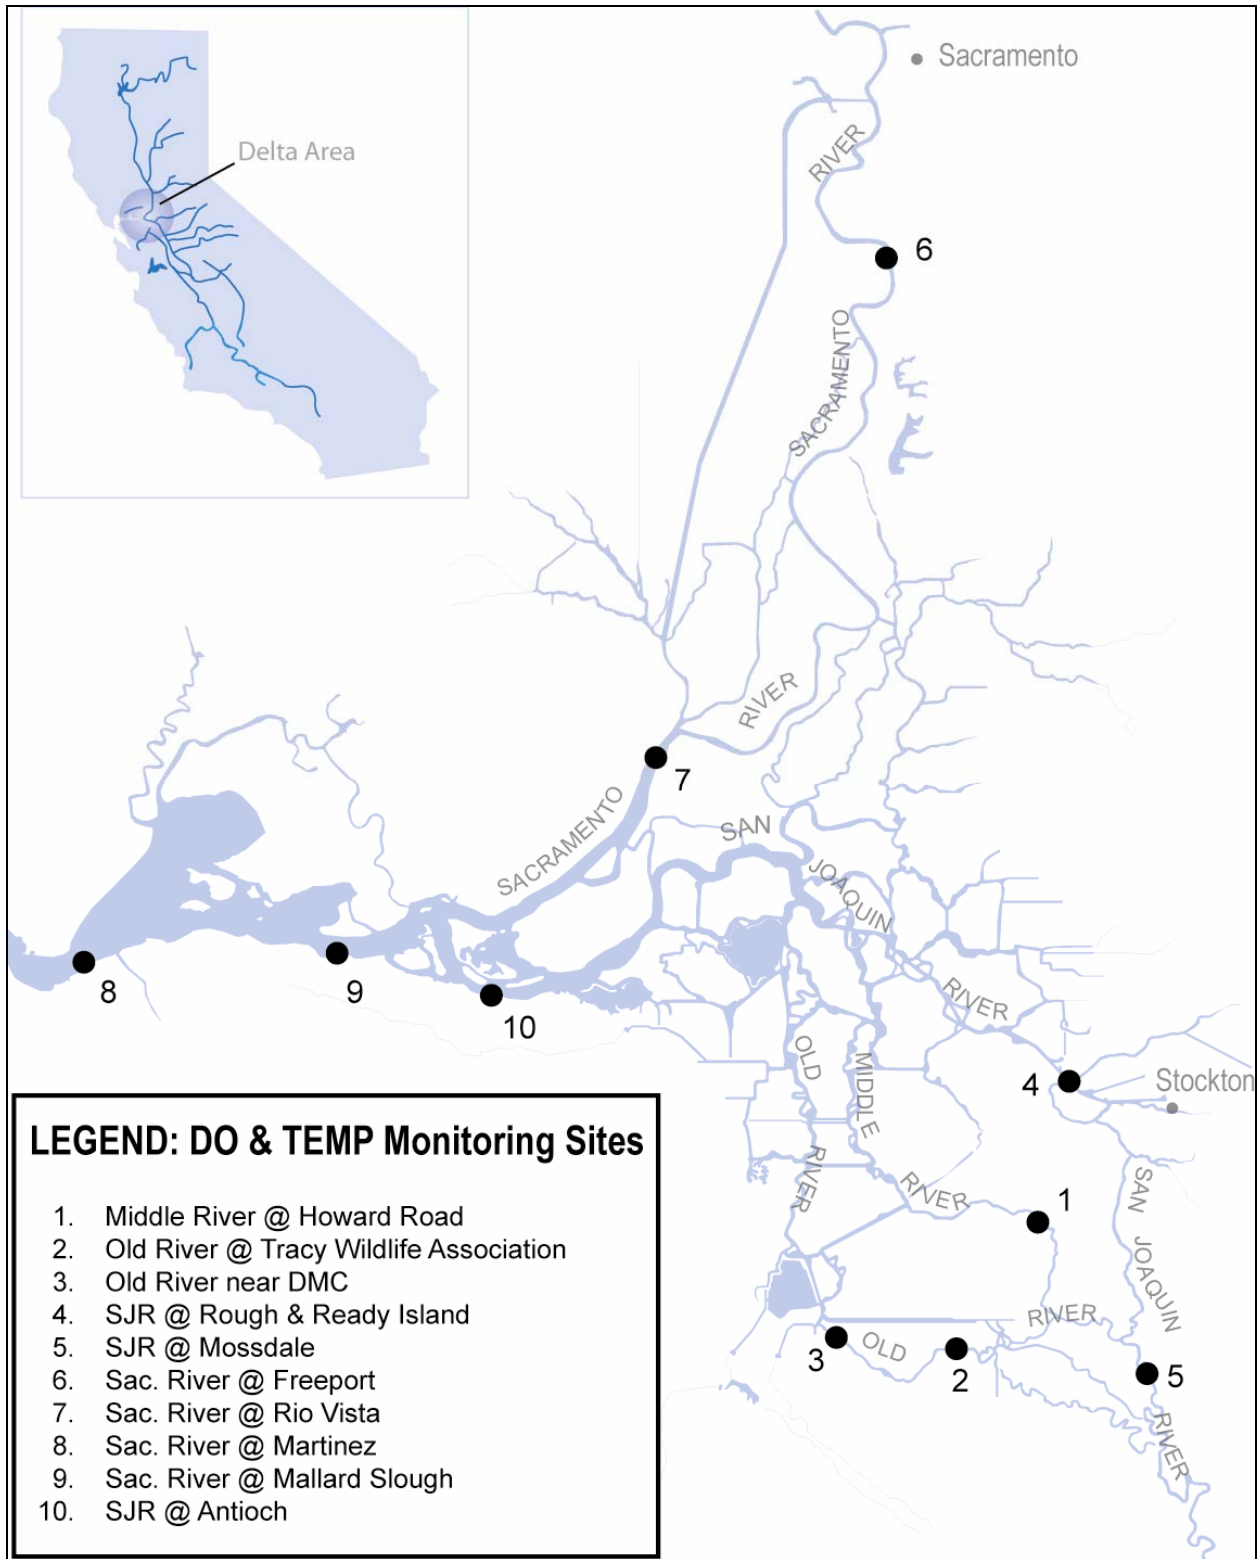 Sacramento
Delta Area
RIVER
6
SACRAMENTO
RIVER
7
SACRAMENTO
SAN
JOAQUIN
RIVER
8
9
10
OLD
MIDDLE
4
Stockton
RIVER
RIVER
1
SAN
JOAQUIN
RIVER
3
OLD
2
5
RIVER
LEGEND: DO & TEMP Monitoring Sites
1. Middle River @ Howard Road
2. Old River @ Tracy Wildlife Association
3. Old River near DMC
4. SJR @ Rough & Ready Island
5. SJR @ Mossdale
6. Sac. River @ Freeport
7. Sac. River @ Rio Vista
8. Sac. River @ Martinez
9. Sac. River @ Mallard Slough
10. SJR @ Antioch